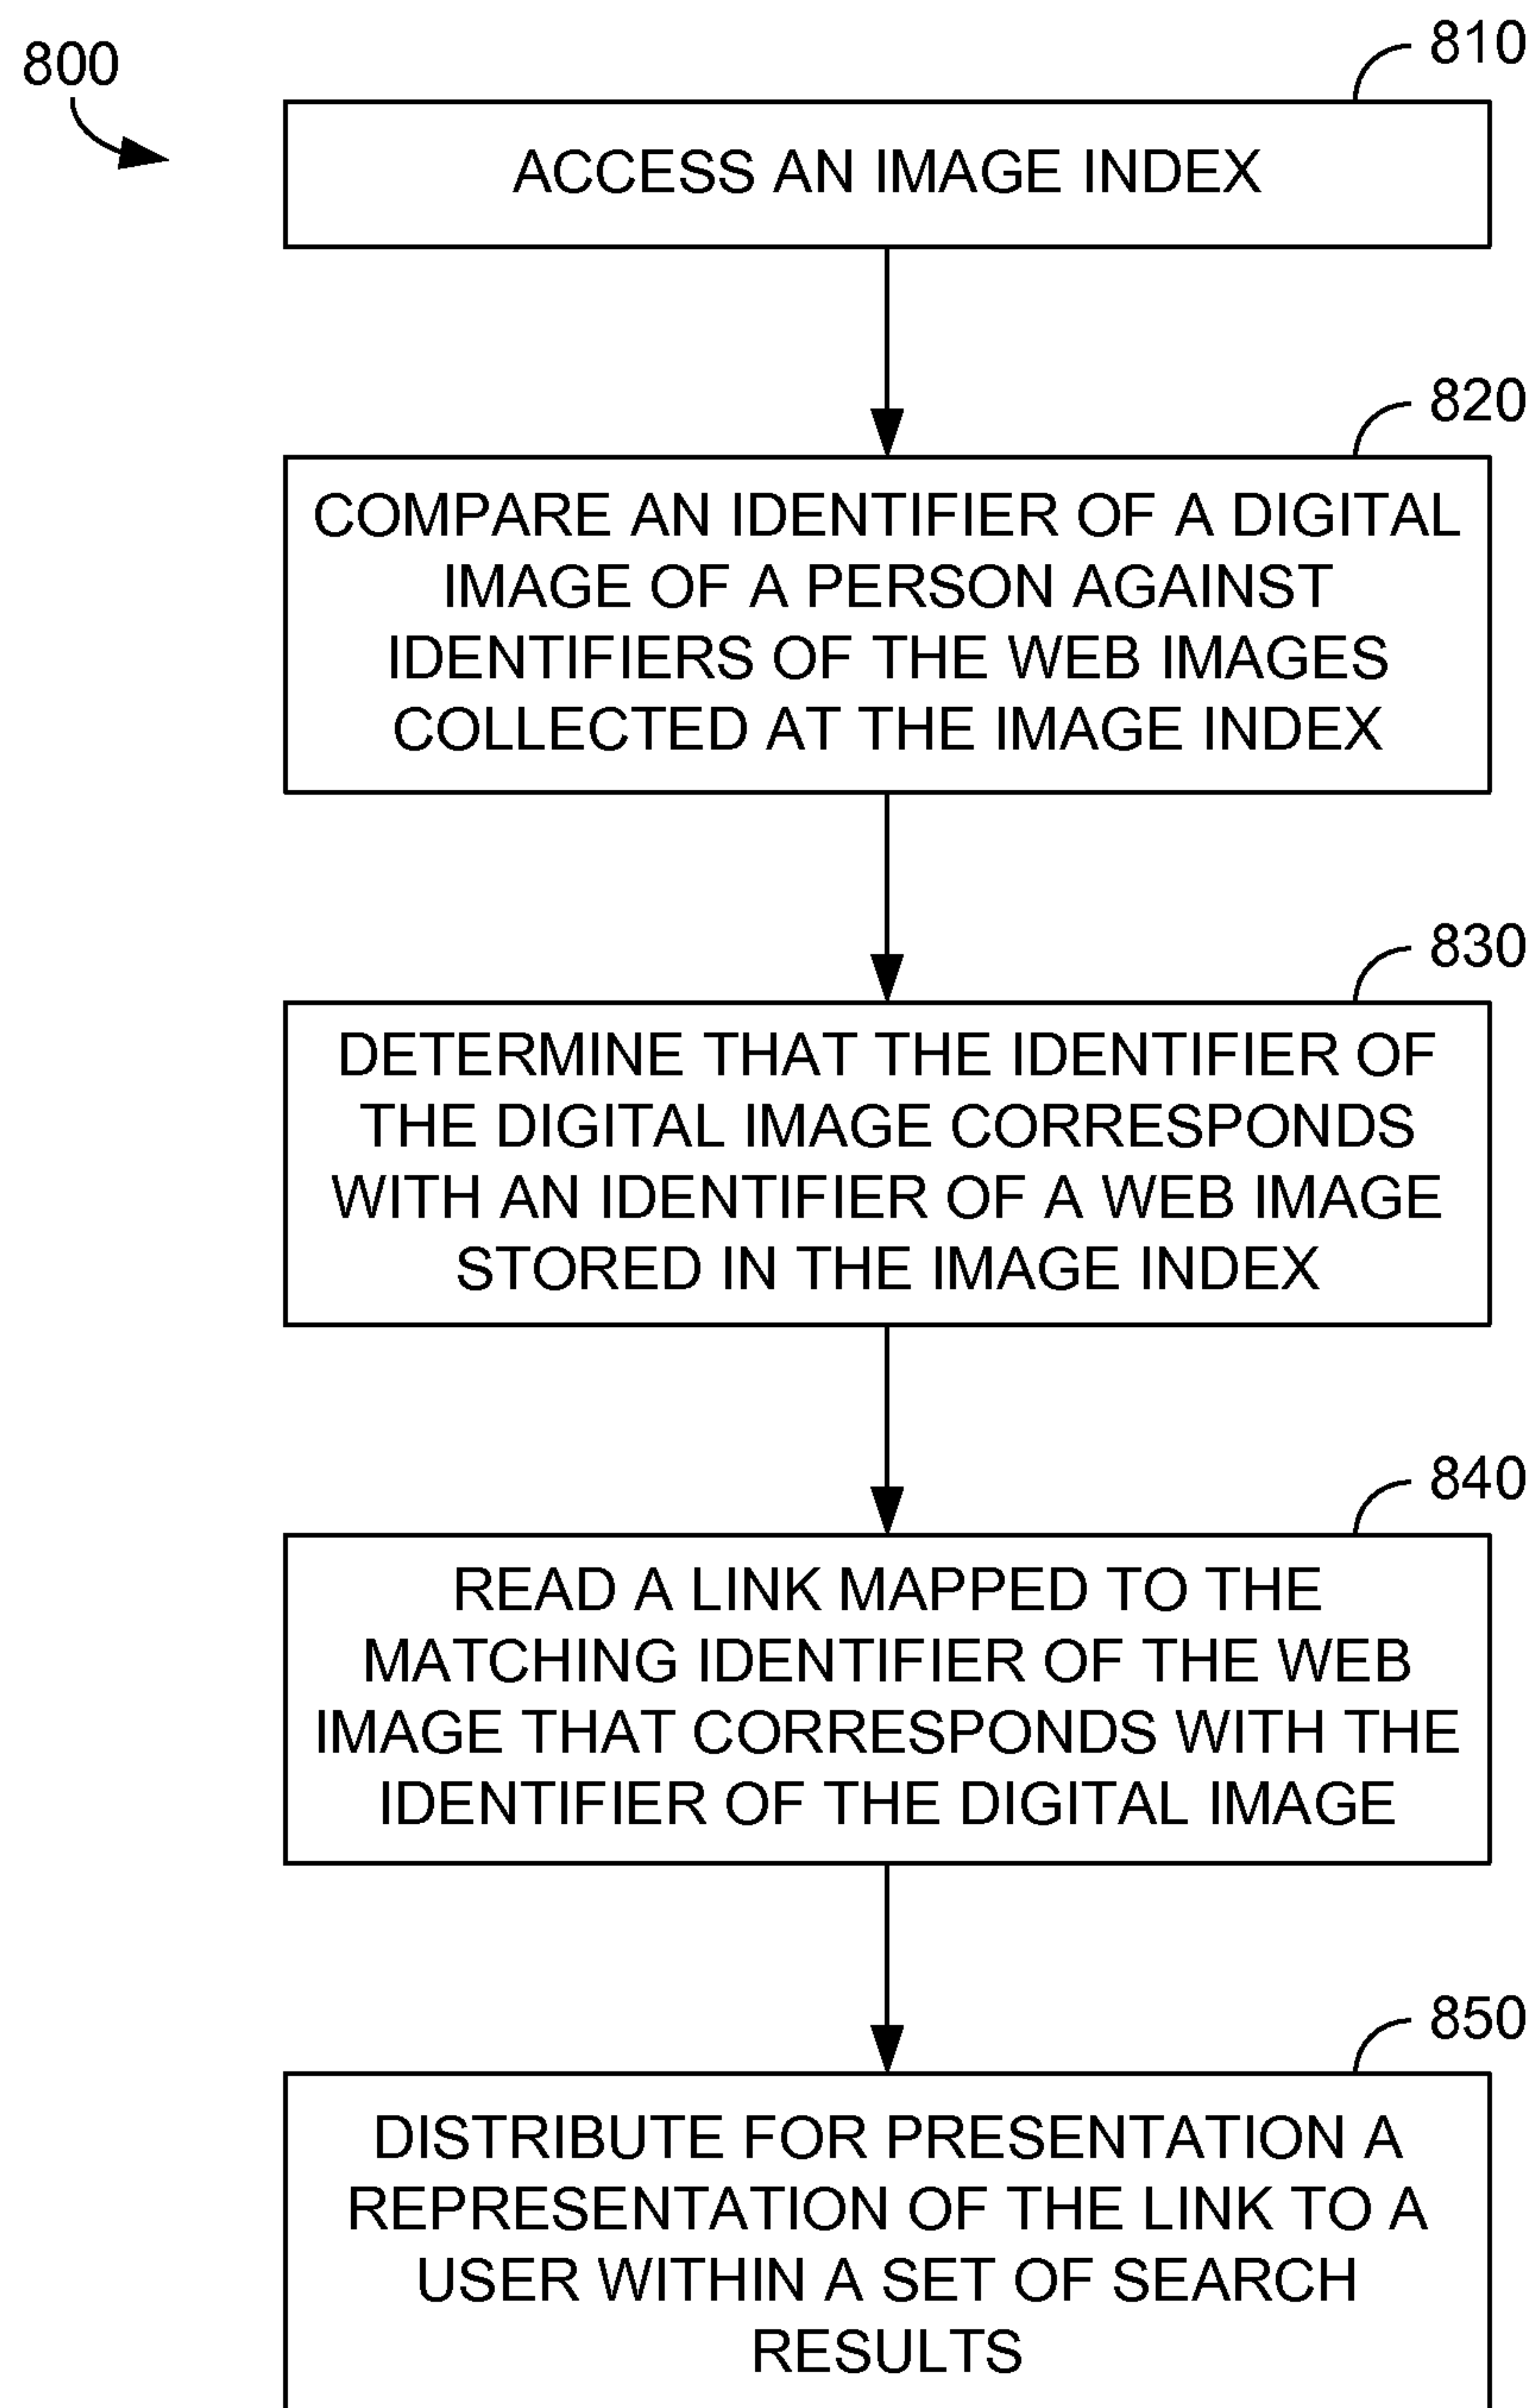 800
810
ACCESS AN IMAGE INDEX
820
COMPARE AN IDENTIFIER OF A DIGITAL
IMAGE OF A PERSON AGAINST
IDENTIFIERS OF THE WEB IMAGES
COLLECTED AT THE IMAGE INDEX
830
DETERMINE THAT THE IDENTIFIER OF
THE DIGITAL IMAGE CORRESPONDS
WITH AN IDENTIFIER OF A WEB IMAGE
STORED IN THE IMAGE INDEX
840
READ A LINK MAPPED TO THE
MATCHING IDENTIFIER OF THE WEB
IMAGE THAT CORRESPONDS WITH THE
IDENTIFIER OF THE DIGITAL IMAGE
850
DISTRIBUTE FOR PRESENTATION A
REPRESENTATION OF THE LINK TO A
USER WITHIN A SET OF SEARCH
RESULTS